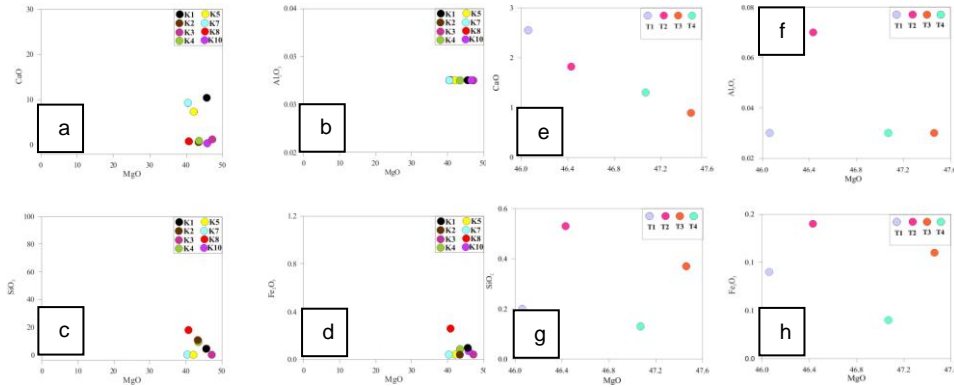 30
20
10
0
CaO
a
0 10 20 30 40 50
MgO
K1 K5
K2 K7
K3 K8
K4 K10
0.04
0.03
0.03
0.02
Al₂O₃
b
0 10 20 30 40 50
MgO
K1 K5
K2 K7
K3 K8
K4 K10
3
2
1
0
CaO
e
46.0 46.4 46.8 47.2 47.6
T1 T2 T3 T4
0.08
0.06
0.04
0.02
Al₂O₃
f
46.0 46.4 46.8 47.2 47.6
MgO
T1 T2 T3 T4
100
80
60
40
20
0
SiO₂
c
0 10 20 30 40 50
MgO
K1 K5
K2 K7
K3 K8
K4 K10
1.2
0.8
0.4
0.0
Fe₂O₃
d
0 10 20 30 40 50
MgO
K1 K5
K2 K7
K3 K8
K4 K10
0.6
0.4
0.2
0.0
SiO₂
g
46.0 46.4 46.8 47.2 47.6
MgO
T1 T2 T3 T4
0.2
0.1
0.1
0.0
Fe₂O₃
h
46.0 46.4 46.8 47.2 47.6
MgO
T1 T2 T3 T4